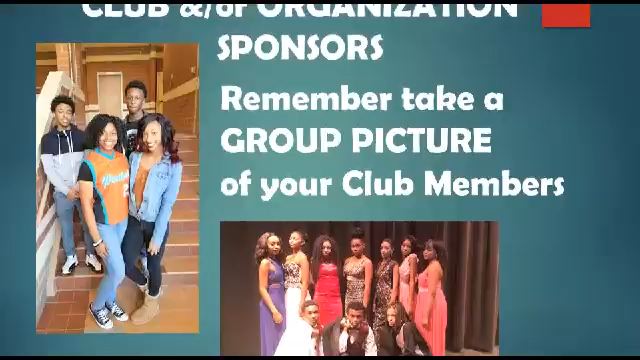 CLUB &/or ORGANIZATION
SPONSORS
Remember take a
GROUP PICTURE
of your Club Members